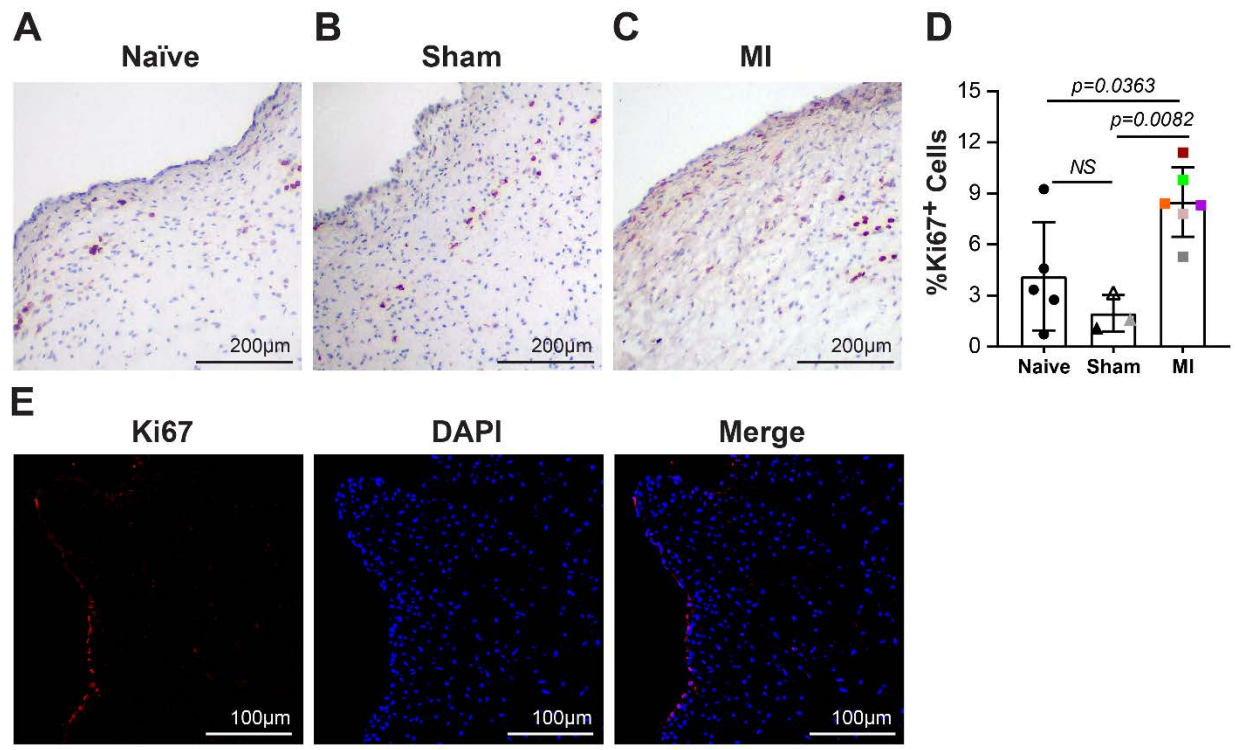 A
Naïve
B
Sham
C
MI
D
200µm
200µm
200µm
%Ki67+ Cells
15
12
9
6
3
0
p=0.0363
p=0.0082
NS
Naive
Sham
MI
E
Ki67
DAPI
Merge
100µm
100µm
100µm